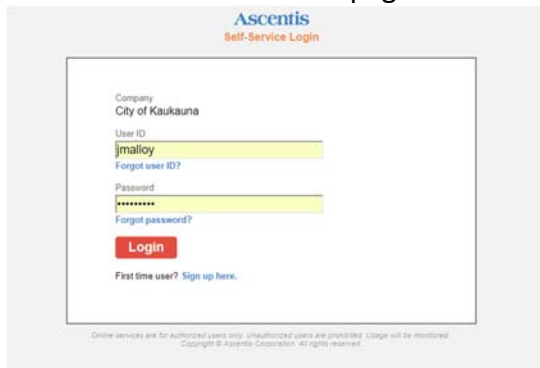 Ascentis
Self-Service Login
Company
City of Kaukauna
User ID
jmalloy
Forgot user ID?
Password
•••••••••
Forgot password?
Login
First time user? Sign up here.
Online services are for authorized users only. Unauthorized users are prohibited. Usage will be monitored.
Copyright © Ascentis Corporation. All rights reserved.